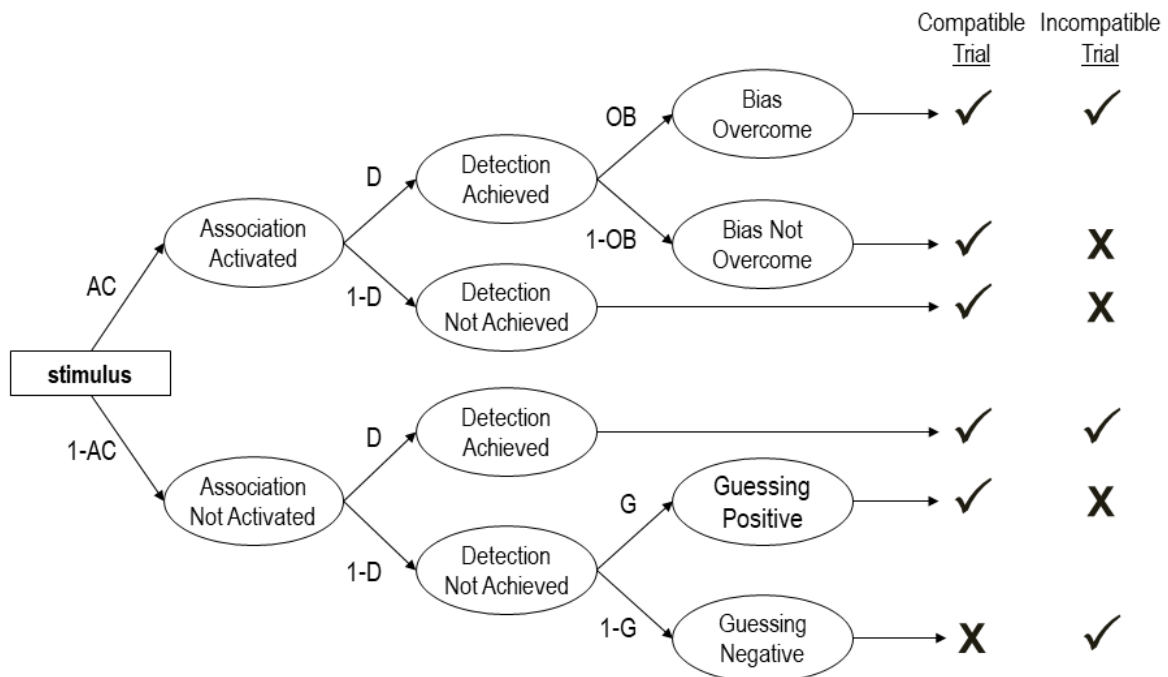 Compatible Incompatible
Trial Trial
OB
Bias
Overcome
✓ ✓
D
Detection
Achieved
1-OB
Bias Not
Overcome
✓ X
Association
Activated
AC
1-D
Detection
Not Achieved
✓ X
stimulus
1-AC
D
Detection
Achieved
✓ ✓
Association
Not Activated
G
Guessing
Positive
✓ X
1-D
Detection
Not Achieved
1-G
Guessing
Negative
X ✓